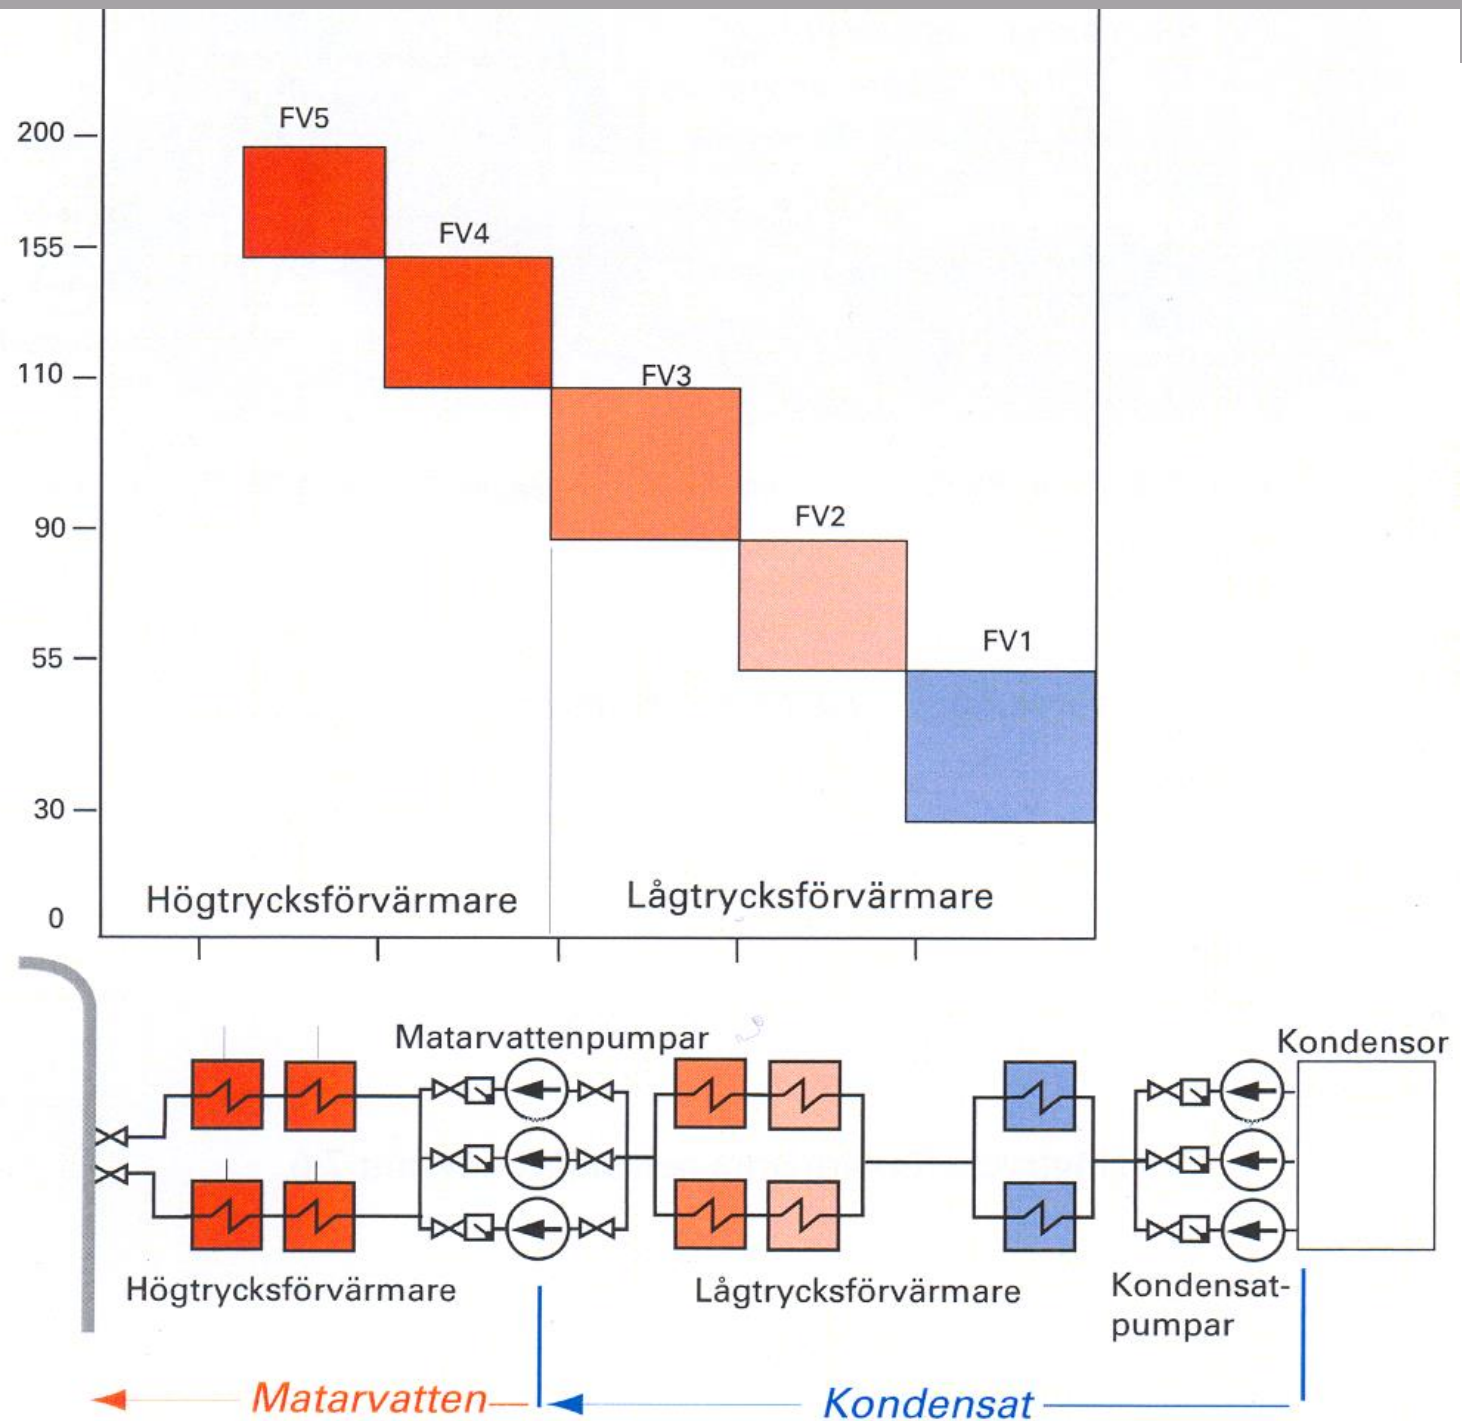 FV5
200
FV4
155
FV3
110
FV2
90
FV1
55
30
Högtrycksförvärmare
Lågtrycksförvärmare
0
Matarvattenpumpar
Kondensor
Högtrycksförvärmare
Lågtrycksförvärmare
Kondensat-
pumpar
Matarvatten
Kondensat